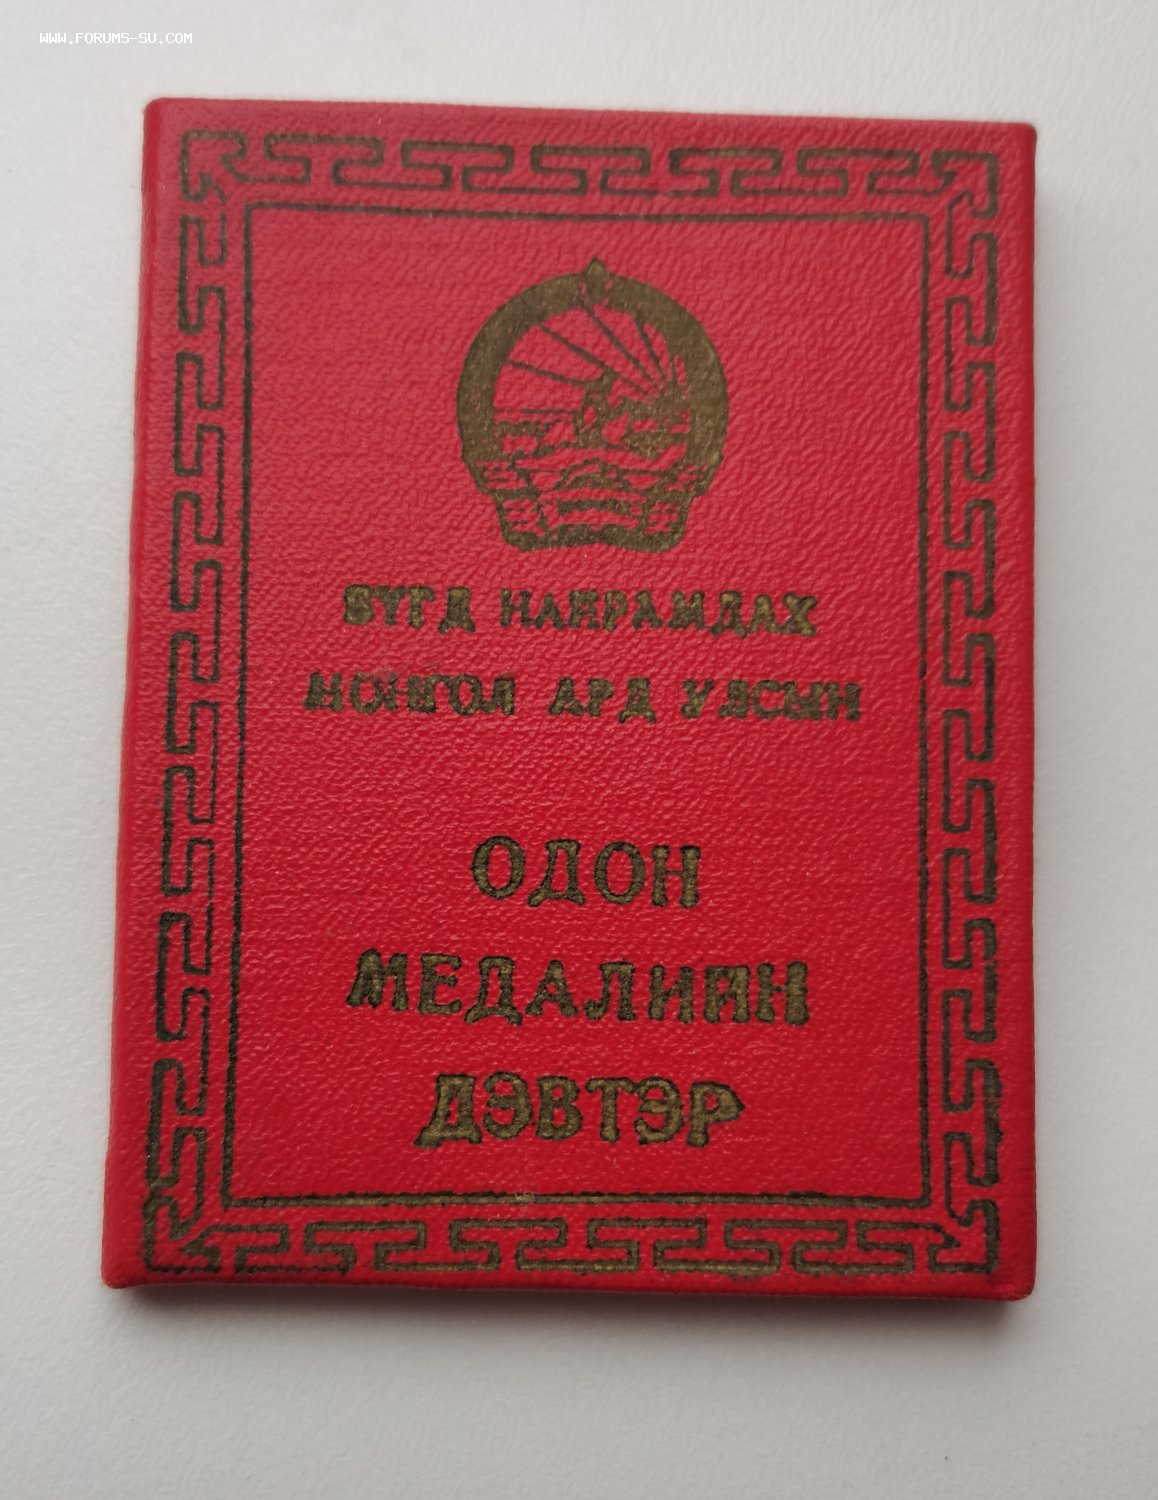 WWW.FORUMS-SU.COM
БҮГД НАЙРАМДАХ
МОНГОЛ АРД УЛСЫН
ОДОН
МЕДАЛИЙН
ДЭВТЭР